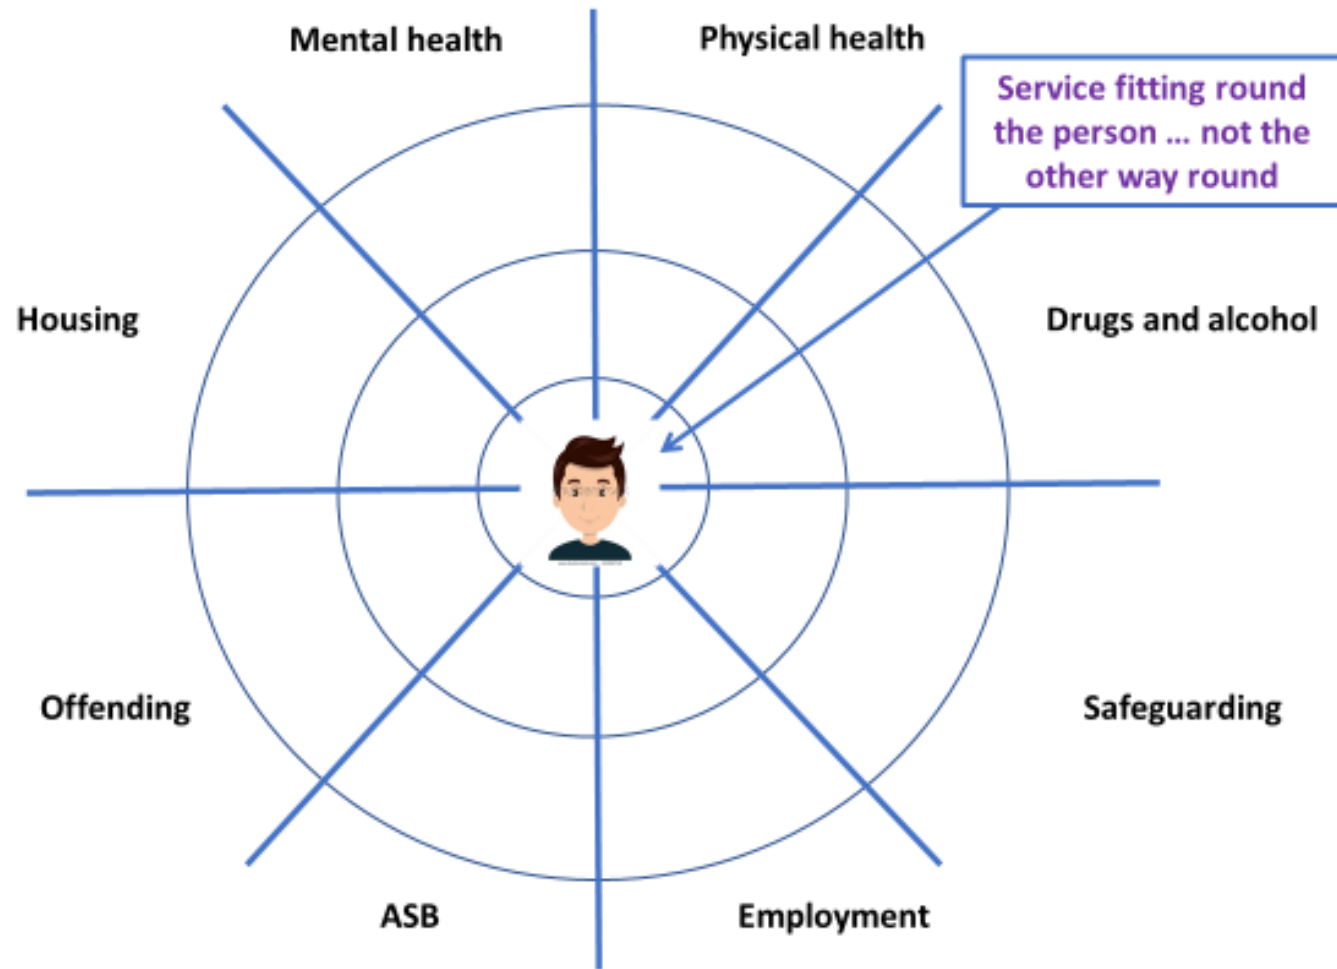 Mental health
Physical health
Service fitting round
the person ... not the
other way round
Housing
Drugs and alcohol
Offending
Safeguarding
ASB
Employment